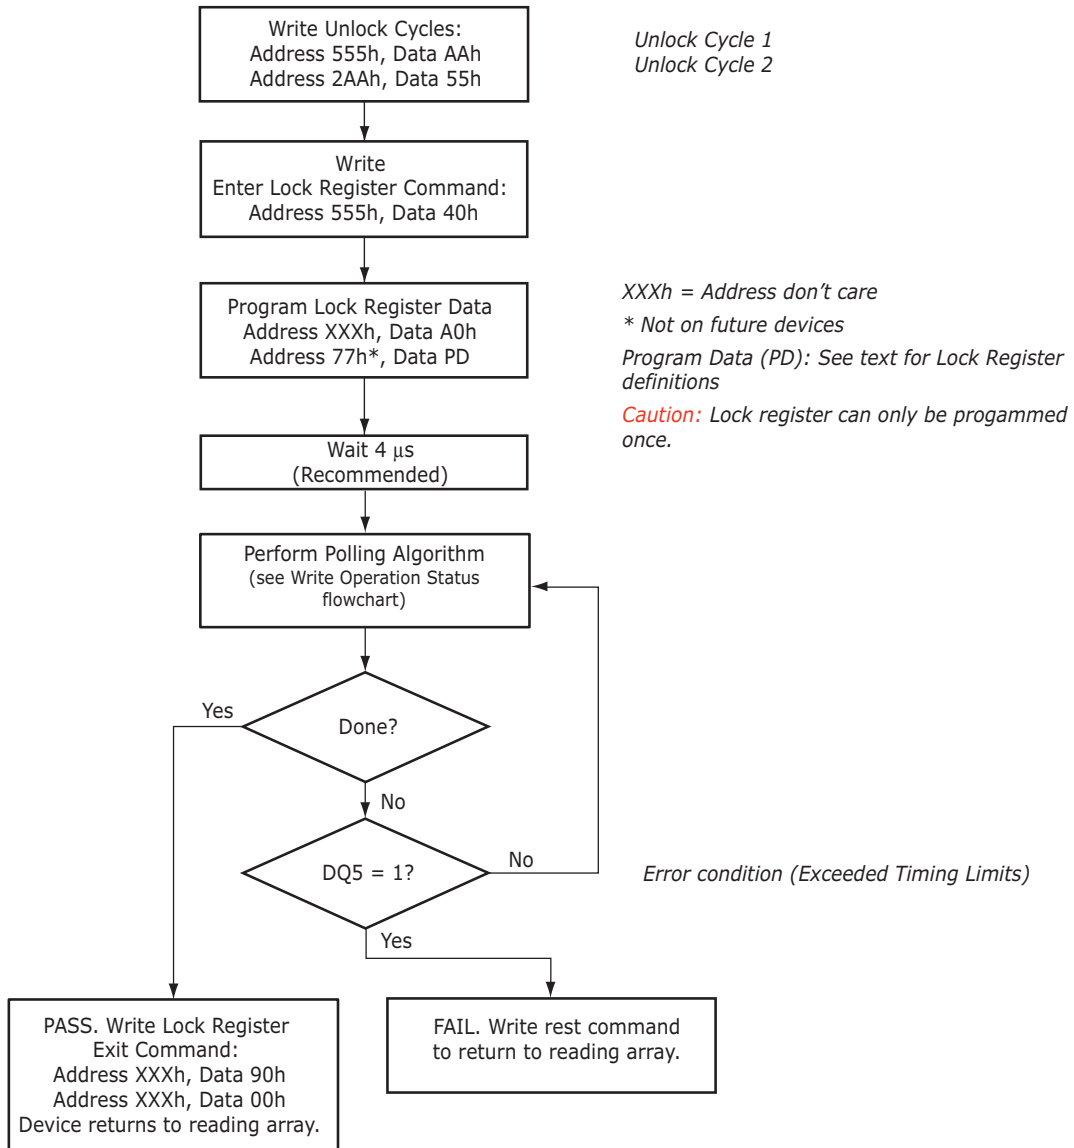 Write Unlock Cycles:
Address 555h, Data AAh
Address 2AAh, Data 55h
Unlock Cycle 1
Unlock Cycle 2
Write
Enter Lock Register Command:
Address 555h, Data 40h
Program Lock Register Data
Address XXXh, Data A0h
Address 77h*, Data PD
XXXh = Address don't care
* Not on future devices
Program Data (PD): See text for Lock Register
definitions
Caution: Lock register can only be progammed
once.
Wait 4 μs
(Recommended)
Perform Polling Algorithm
(see Write Operation Status
flowchart)
Yes
Done?
No
DQ5 = 1?
No
Error condition (Exceeded Timing Limits)
Yes
PASS. Write Lock Register
Exit Command:
Address XXXh, Data 90h
Address XXXh, Data 00h
Device returns to reading array.
FAIL. Write rest command
to return to reading array.